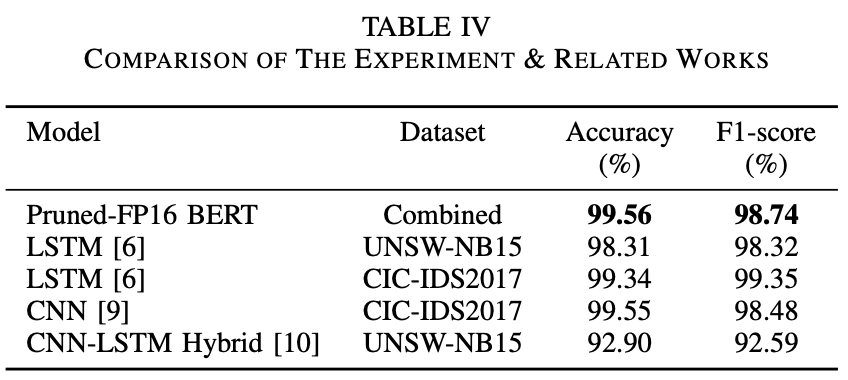 TABLE IV
COMPARISON OF THE EXPERIMENT & RELATED WORKS
Model Dataset Accuracy F1-score
(%) (%)
Pruned-FP16 BERT Combined 99.56 98.74
LSTM [6] UNSW-NB15 98.31 98.32
LSTM [6] CIC-IDS2017 99.34 99.35
CNN [9] CIC-IDS2017 99.55 98.48
CNN-LSTM Hybrid [10] UNSW-NB15 92.90 92.59